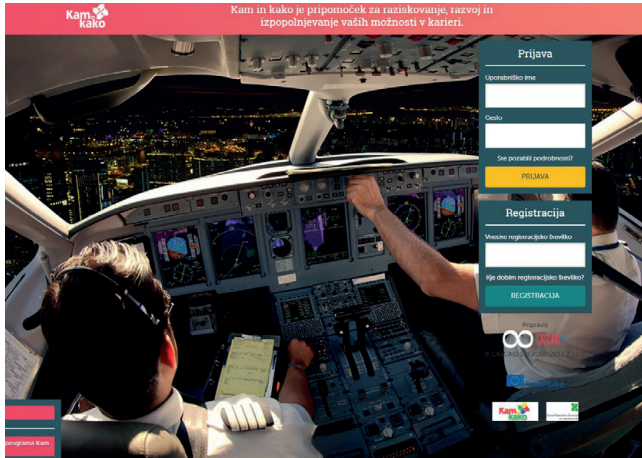 Kam in kako
Kam in kako je pripomoček za raziskovanje, razvoj in
izpopolnjevanje vaših možnosti v karieri.
Prijava
Uporabniško ime
Geslo
Ste pozabili podrobnosti?
PRIJAVA
Registracija
Vnesite registracijsko številko
Kje dobim registracijsko številko?
REGISTRACIJA
Pripravis
programa Kam
Kam in kako